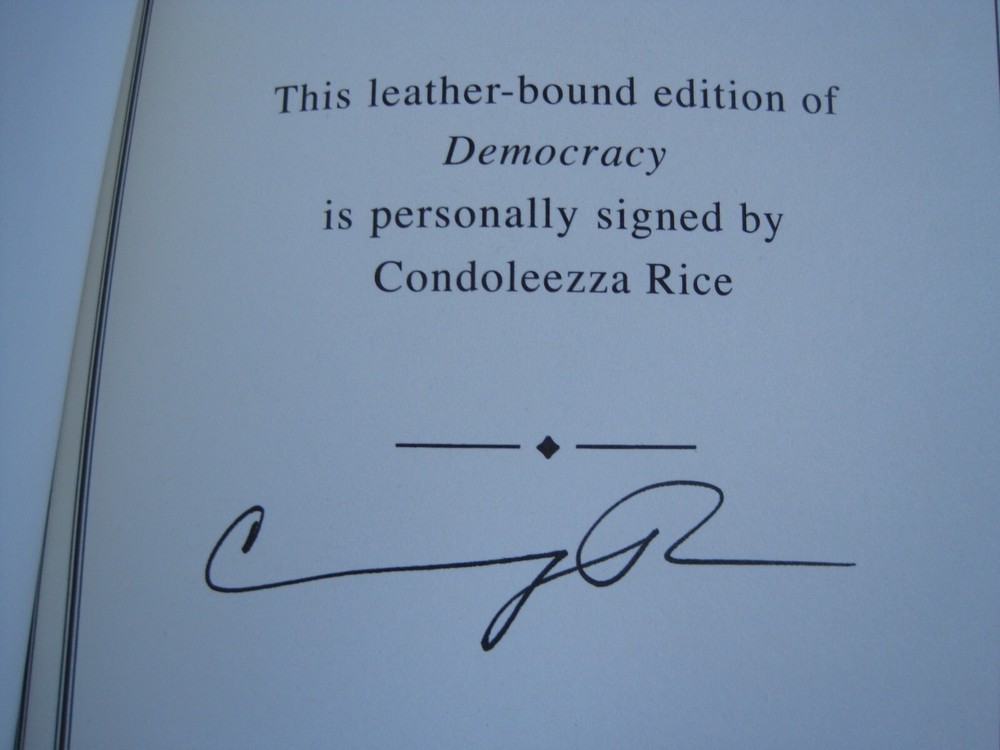 This leather-bound edition of
Democracy
is personally signed by
Condoleezza Rice